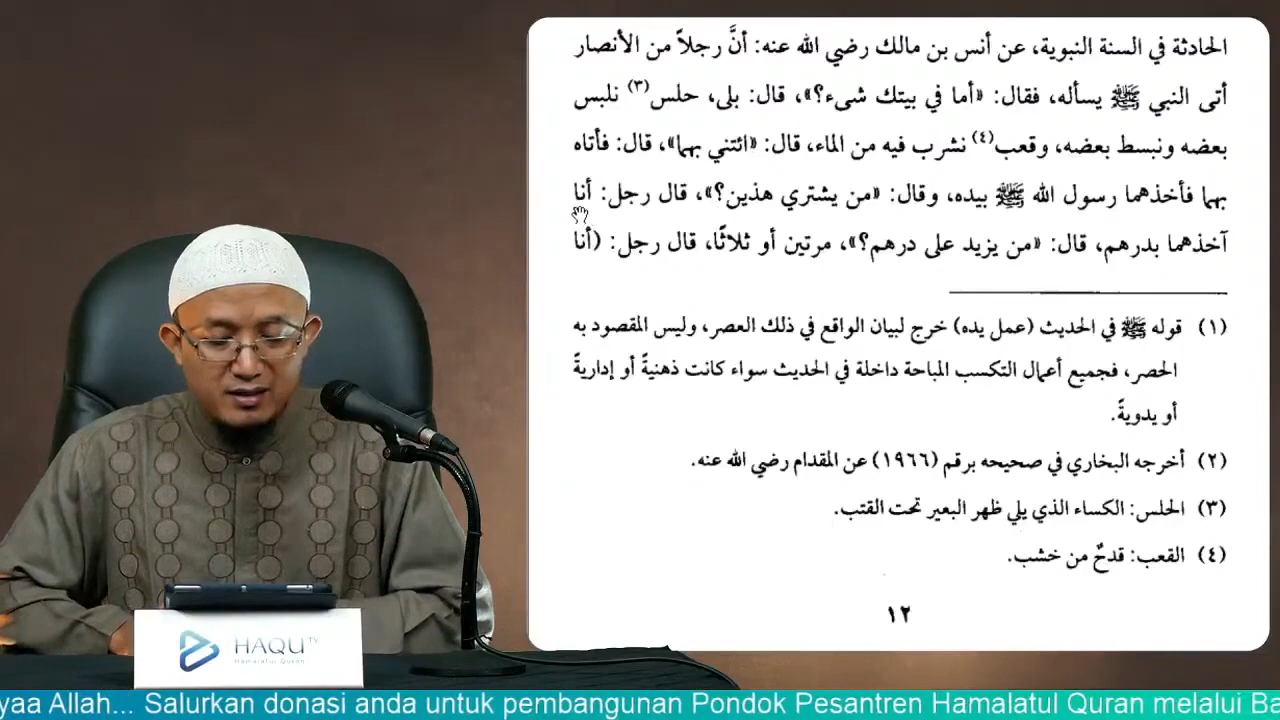 الحادثة في السنة النبوية، عن أنس بن مالك رضي الله عنه: أنَّ رجلاً من الأنصار
أتى النبي ﷺ يسأله، فقال: «أما في بيتك شىء؟»، قال: بلى، حلس(٣) نلبس
بعضه ونبسط بعضه، وقعب(٤) نشرب فيه من الماء، قال: «ائتني بهما»، قال: فأتاه
بهما فأخذهما رسول الله ﷺ بيده، وقال: «من يشتري هذين؟»، قال رجل: أنا
آخذهما بدرهم، قال: «من يزيد على درهم؟»، مرتين أو ثلاثًا، قال رجل: (أنا
(١) قوله ﷺ في الحديث (عمل يده) خرج لبيان الواقع في ذلك العصر، وليس المقصود به
الحصر، فجميع أعمال التكسب المباحة داخلة في الحديث سواء كانت ذهنيةً أو إداريةً
أو يدويةً.
(٢) أخرجه البخاري في صحيحه برقم (١٩٦٦) عن المقدام رضي الله عنه.
(٣) الحلس: الكساء الذي يلي ظهر البعير تحت القتب.
(٤) القعب: قدحٌ من خشب.
١٢
HAQU TV
Hamalatul Quran
yaa Allah... Salurkan donasi anda untuk pembangunan Pondok Pesantren Hamalatul Quran melalui Ba